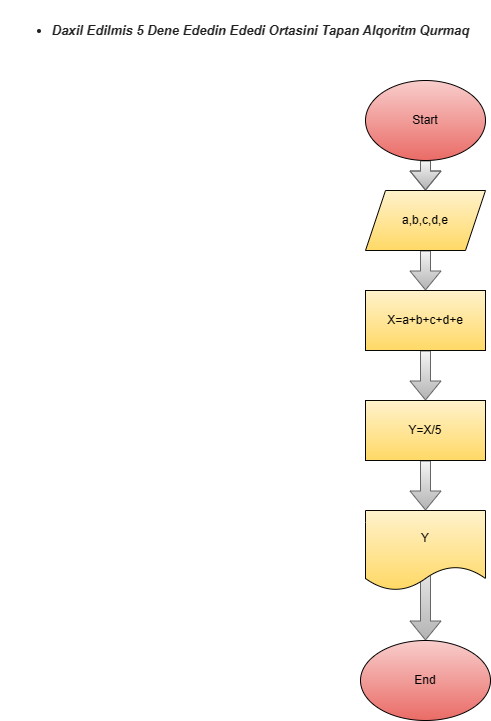 Daxil Edilmis 5 Dene Ededin Ededi Ortasini Tapan Alqoritm Qurmaq
Start
a,b,c,d,e
X=a+b+c+d+e
Y=X/5
Y
End